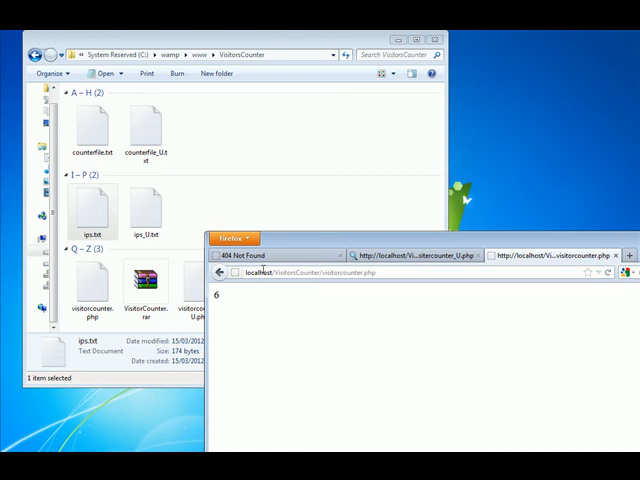 « System Reserved (C:) ▸ wamp ▸ www ▸ VisitorsCounter
Search VisitorsCounter
Organize Open Print Burn New folder
A – H (2)
counterfile.txt
counterfile_U.t
xt
I – P (2)
ips.txt
ips_U.txt
Q – Z (3)
visitorcounter.
php
VisitorCounter.
rar
visitorcounter
U.p
ips.txt
Text Document
Date modified: 15/03/2012
Size: 174 bytes
Date created: 15/03/2012
1 item selected
Firefox
404 Not Found
http://localhost/Vi...sitercounter_U.php
http://localhost/Vi...visitorcounter.php
localhost/VisitorsCounter/visitorcounter.php
6